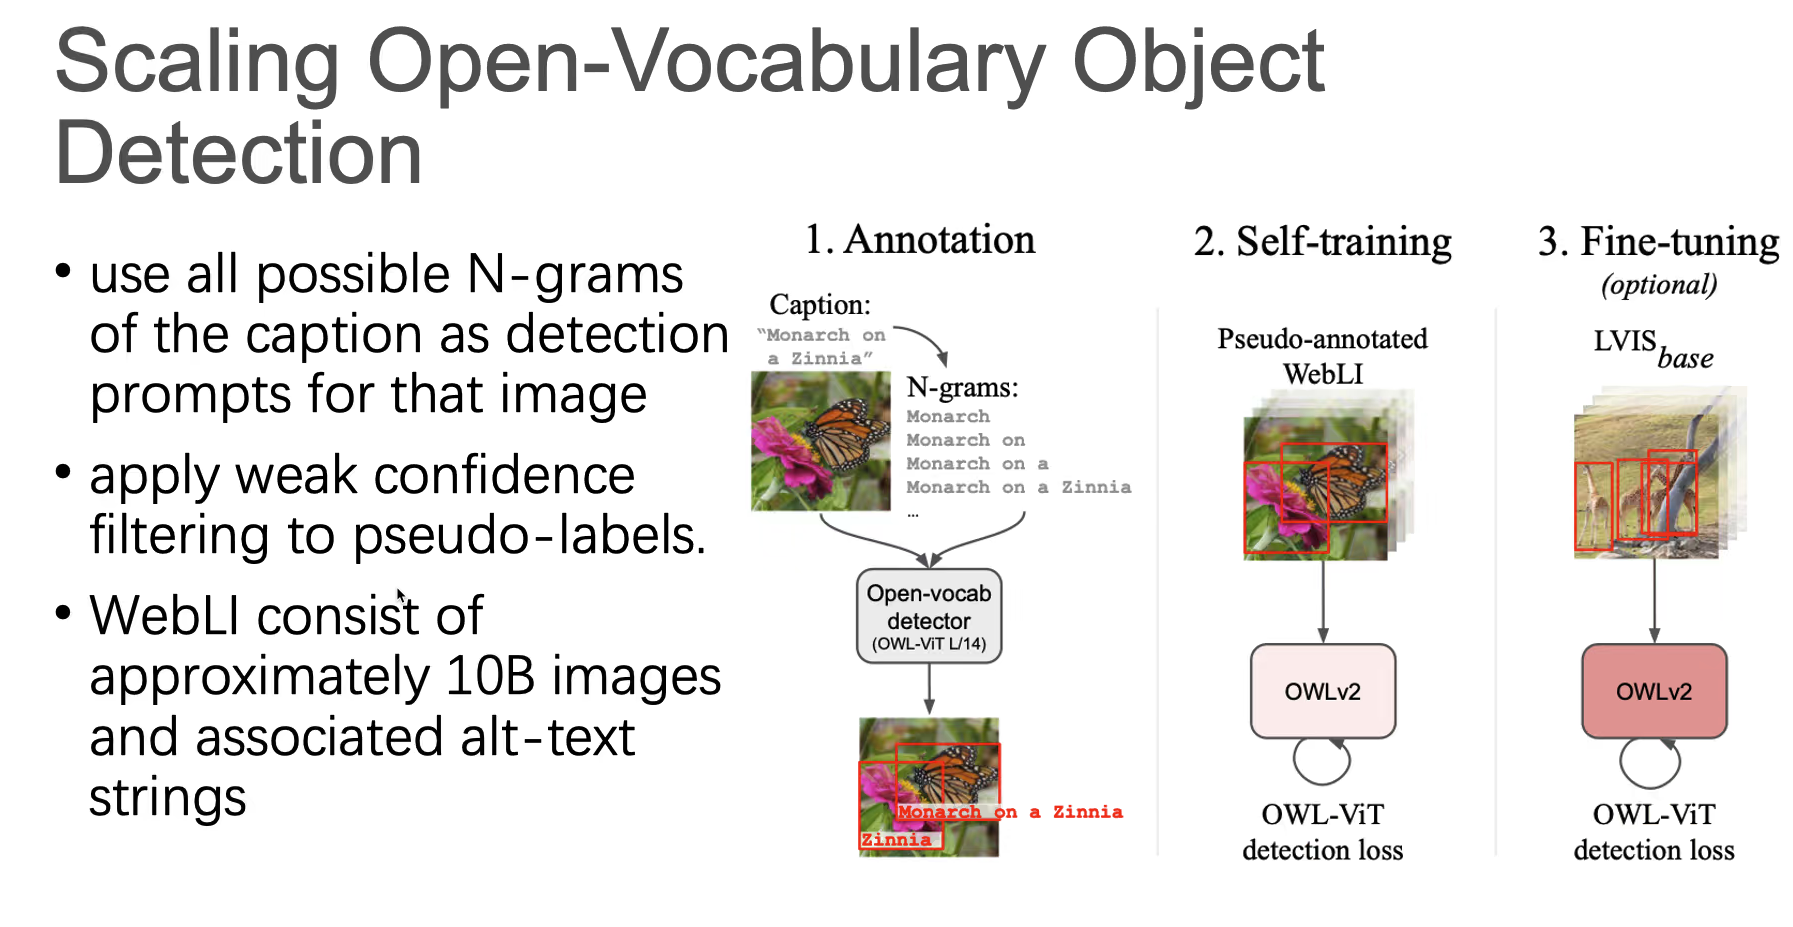 Scaling Open-Vocabulary Object
Detection
• use all possible N-grams
of the caption as detection
prompts for that image
• apply weak confidence
filtering to pseudo-labels.
• WebLI consist of
approximately 10B images
and associated alt-text
strings
1. Annotation
Caption:
“Monarch on
a Zinnia”
N-grams:
Monarch
Monarch on
Monarch on a
Monarch on a Zinnia
...
Open-vocab
detector
(OWL-ViT L/14)
Monarch on a Zinnia
Zinnia
2. Self-training
Pseudo-annotated
WebLI
OWLv2
OWL-ViT
detection loss
3. Fine-tuning
(optional)
LVIS base
OWLv2
OWL-ViT
detection loss